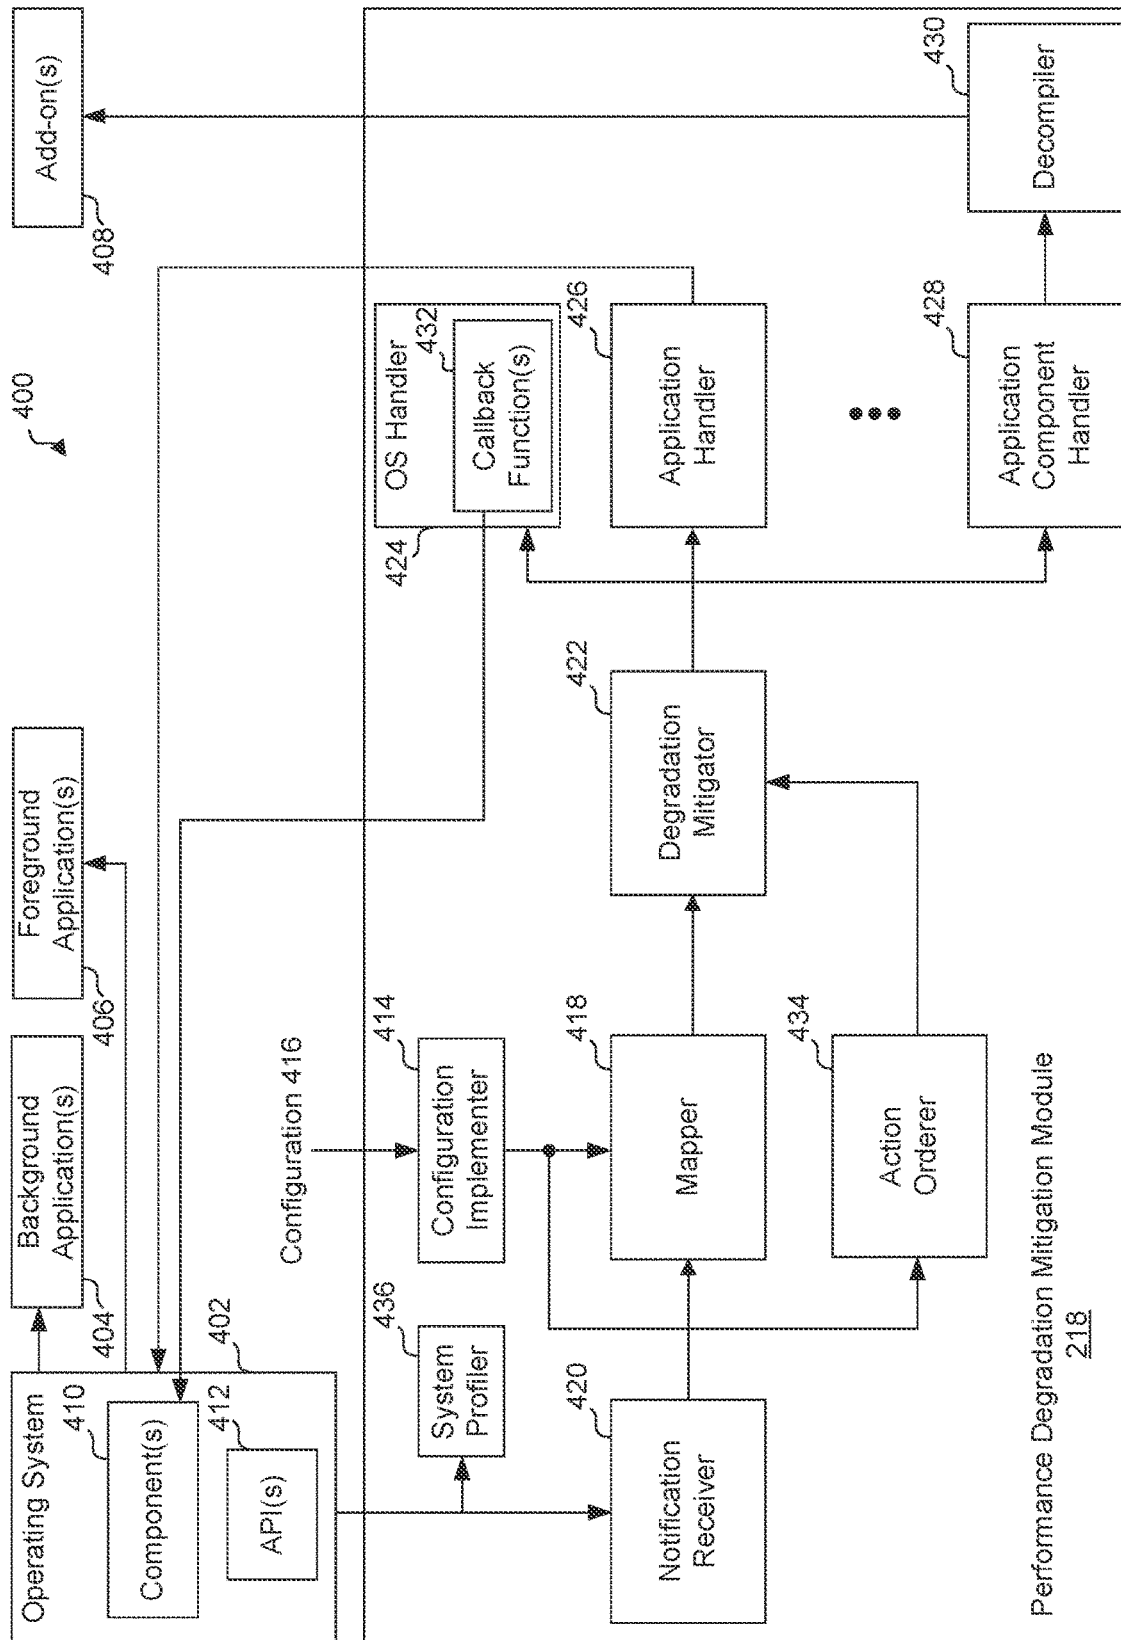 400
Operating System
402
Component(s)
410
API(s)
412
Background
Application(s)
404
Foreground
Application(s)
406
Add-on(s)
408
Configuration 416
System
Profiler
436
Configuration
Implementer
414
OS Handler
424
Callback
Function(s)
432
Notification
Receiver
420
Mapper
418
Degradation
Mitigator
422
Application
Handler
426
Action
Orderer
434
Application
Component
Handler
428
Decompiler
430
Performance Degradation Mitigation Module
218